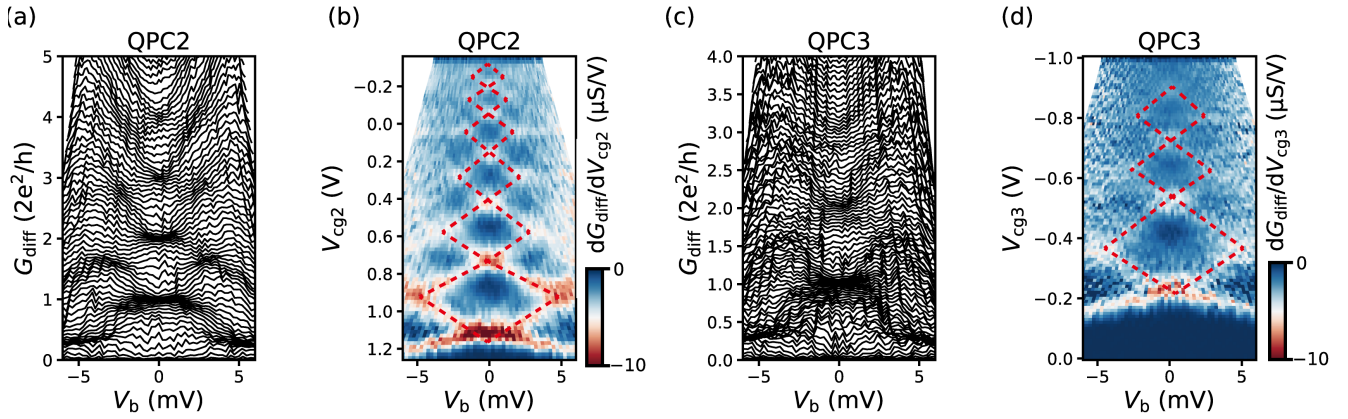 (a)
QPC2
5
4
3
2
1
0
G_diff (2e²/h)
−5
0
5
V_b (mV)
(b)
QPC2
−0.2
0.0
0.2
0.4
0.6
0.8
1.0
1.2
V_cg2 (V)
−5
0
5
V_b (mV)
0
−10
dG_diff/dV_cg2 (μS/V)
(c)
QPC3
4.0
3.5
3.0
2.5
2.0
1.5
1.0
0.5
0.0
G_diff (2e²/h)
−5
0
5
V_b (mV)
(d)
QPC3
−1.0
−0.8
−0.6
−0.4
−0.2
0.0
V_cg3 (V)
−5
0
5
V_b (mV)
0
−10
dG_diff/dV_cg3 (μS/V)